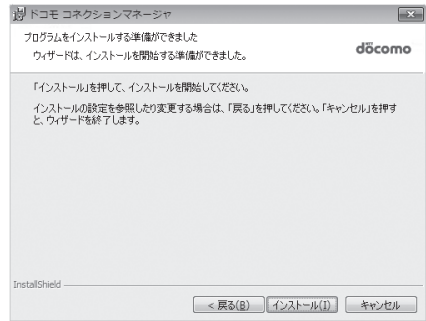 ドコモ コネクションマネージャ
プログラムをインストールする準備ができました
ウィザードは、インストールを開始する準備ができました。
döcomo
「インストール」を押して、インストールを開始してください。
インストールの設定を参照したり変更する場合は、「戻る」を押してください。「キャンセル」を押す
と、ウィザードを終了します。
InstallShield
< 戻る(B)
インストール(I)
キャンセル